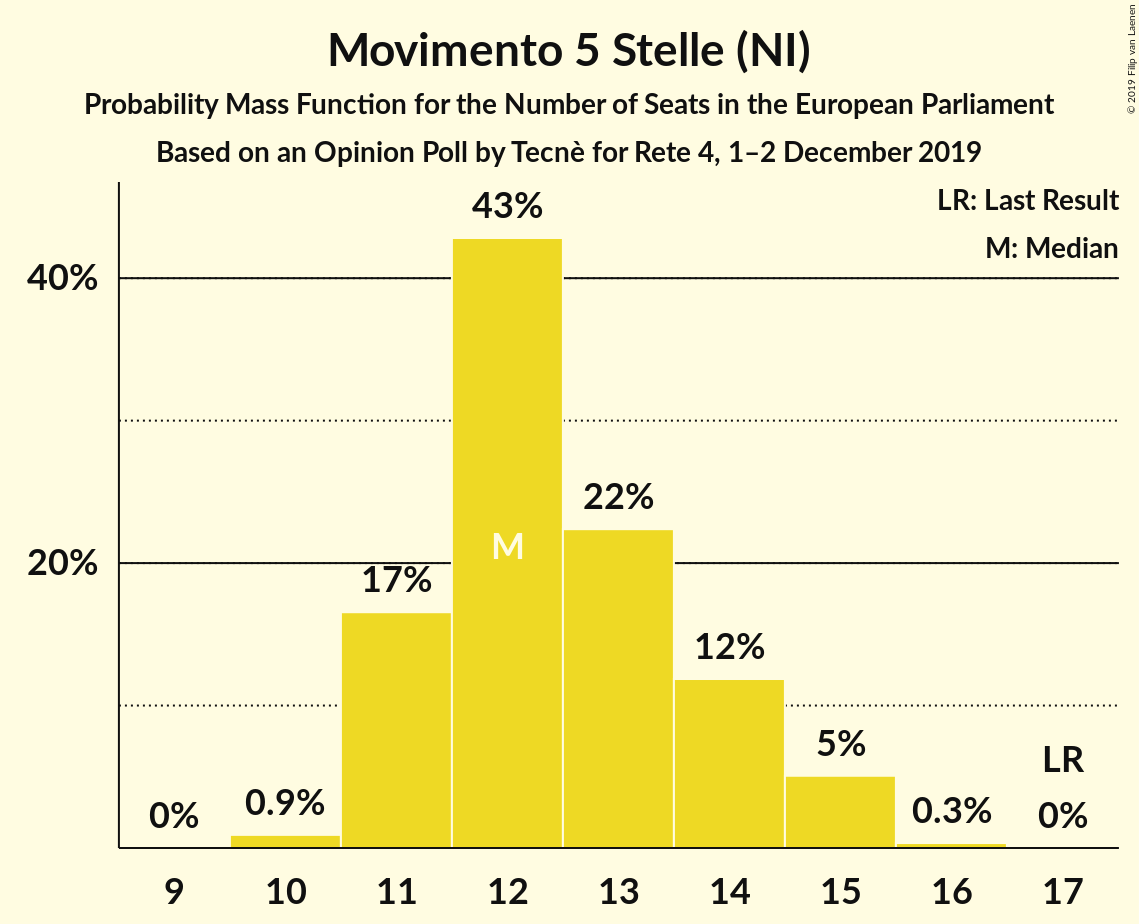 Movimento 5 Stelle (NI)
Probability Mass Function for the Number of Seats in the European Parliament
Based on an Opinion Poll by Tecnè for Rete 4, 1–2 December 2019
© 2019 Filip van Laenen
LR: Last Result
M: Median
40%
20%
0%
0.9%
17%
43%
M
22%
12%
5%
0.3%
LR
0%
9 10 11 12 13 14 15 16 17